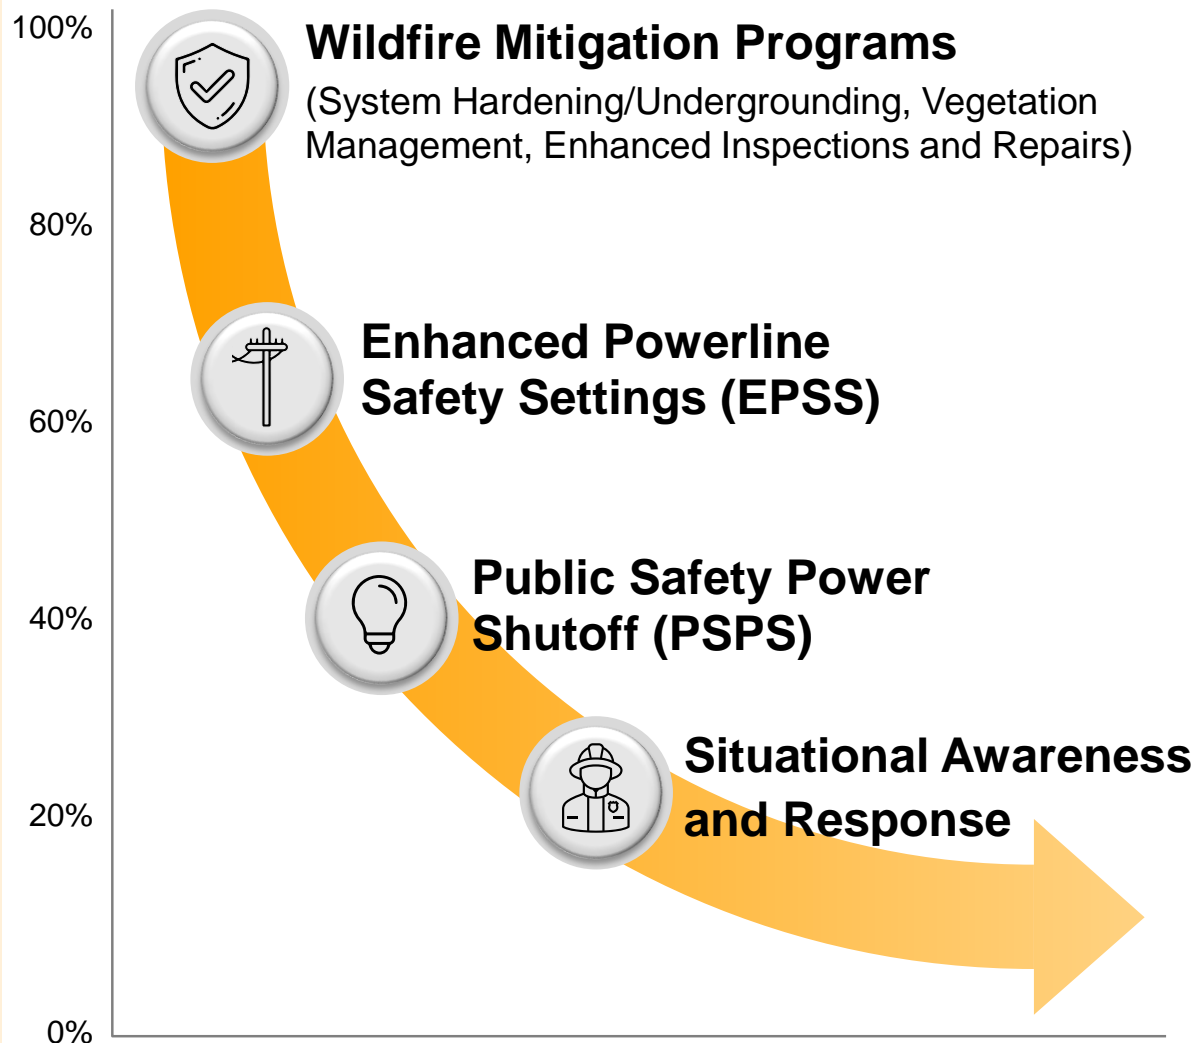 100%
Wildfire Mitigation Programs
(System Hardening/Undergrounding, Vegetation
Management, Enhanced Inspections and Repairs)
80%
Enhanced Powerline
Safety Settings (EPSS)
60%
Public Safety Power
Shutoff (PSPS)
40%
Situational Awareness
and Response
20%
0%